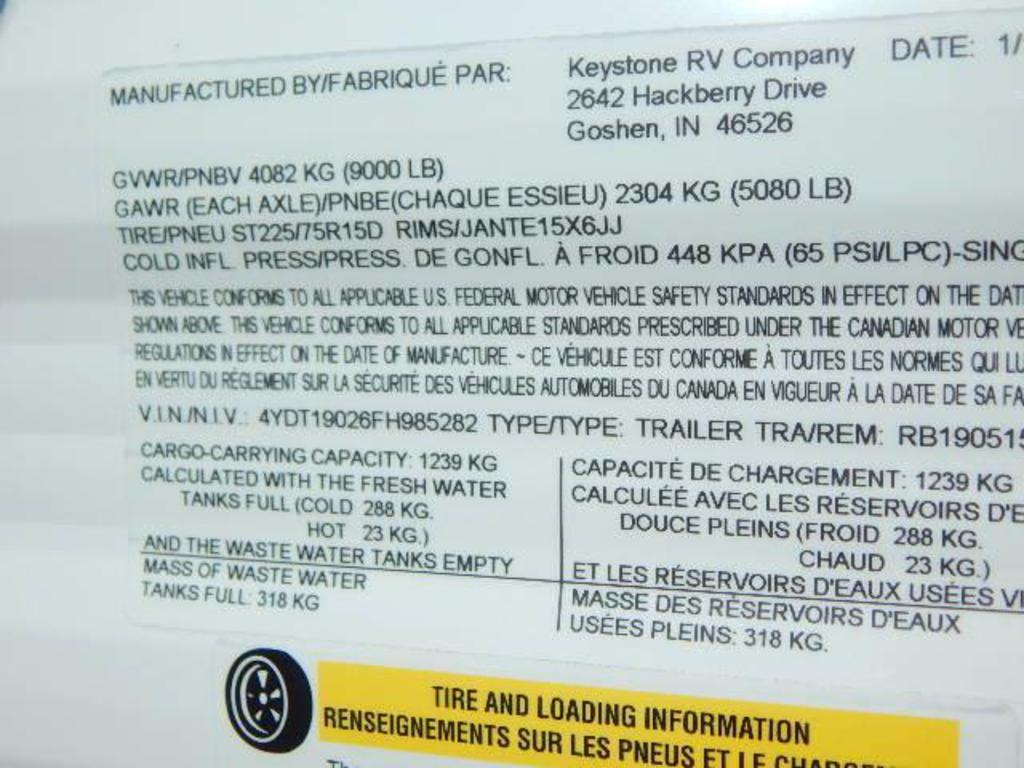 MANUFACTURED BY/FABRIQUÉ PAR: Keystone RV Company DATE: 1/
2642 Hackberry Drive
Goshen, IN 46526
GVWR/PNBV 4082 KG (9000 LB)
GAWR (EACH AXLE)/PNBE(CHAQUE ESSIEU) 2304 KG (5080 LB)
TIRE/PNEU ST225/75R15D RIMS/JANTE15X6JJ
COLD INFL. PRESS/PRESS. DE GONFL. À FROID 448 KPA (65 PSI/LPC)-SING
THIS VEHICLE CONFORMS TO ALL APPLICABLE U.S. FEDERAL MOTOR VEHICLE SAFETY STANDARDS IN EFFECT ON THE DAT
SHOWN ABOVE. THIS VEHICLE CONFORMS TO ALL APPLICABLE STANDARDS PRESCRIBED UNDER THE CANADIAN MOTOR VE
REGULATIONS IN EFFECT ON THE DATE OF MANUFACTURE. ~ CE VÉHICULE EST CONFORME À TOUTES LES NORMES QUI LU
EN VERTU DU RÈGLEMENT SUR LA SÉCURITÉ DES VÉHICULES AUTOMOBILES DU CANADA EN VIGUEUR À LA DATE DE SA FA
V.I.N./N.I.V.: 4YDT19026FH985282 TYPE/TYPE: TRAILER TRA/REM: RB190515
CARGO-CARRYING CAPACITY: 1239 KG
CALCULATED WITH THE FRESH WATER
TANKS FULL (COLD 288 KG.
HOT 23 KG.)
AND THE WASTE WATER TANKS EMPTY
MASS OF WASTE WATER
TANKS FULL: 318 KG
CAPACITÉ DE CHARGEMENT: 1239 KG
CALCULÉE AVEC LES RÉSERVOIRS D'E
DOUCE PLEINS (FROID 288 KG.
CHAUD 23 KG.)
ET LES RÉSERVOIRS D'EAUX USÉES VI
MASSE DES RÉSERVOIRS D'EAUX
USÉES PLEINS: 318 KG.
TIRE AND LOADING INFORMATION
RENSEIGNEMENTS SUR LES PNEUS ET LE CHARGEM